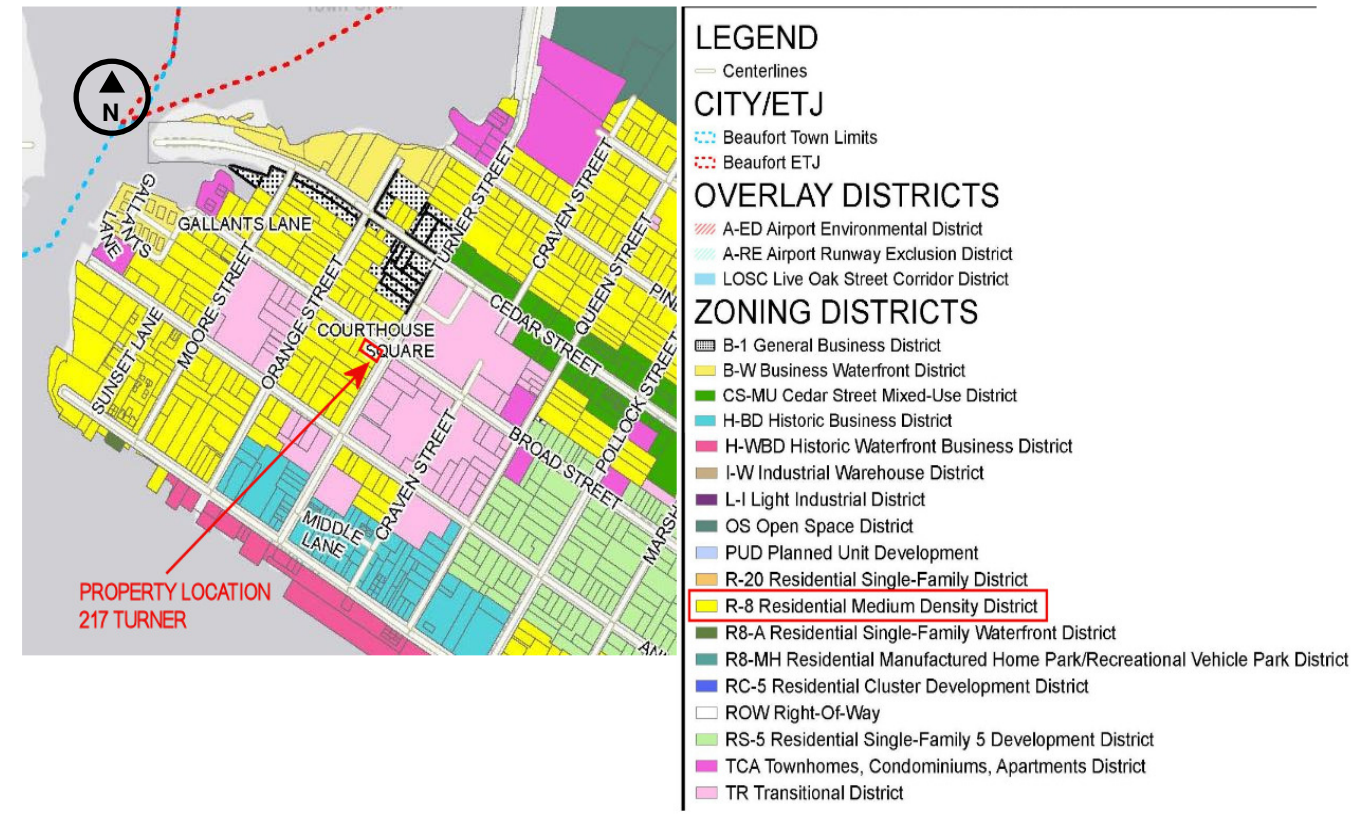 N
GALLANTS
LANE
GALLANTS LANE
MOORE STREET
ORANGE STREET
SUNSET LANE
TURNER STREET
CRAVEN STREET
QUEEN STREET
CEDAR STREET
COURTHOUSE
SQUARE
POLLOCK STREET
BROAD STREET
CRAVEN STREET
MIDDLE
LANE
PROPERTY LOCATION
217 TURNER
LEGEND
Centerlines
CITY/ETJ
Beaufort Town Limits
Beaufort ETJ
OVERLAY DISTRICTS
A-ED Airport Environmental District
A-RE Airport Runway Exclusion District
LOSC Live Oak Street Corridor District
ZONING DISTRICTS
B-1 General Business District
B-W Business Waterfront District
CS-MU Cedar Street Mixed-Use District
H-BD Historic Business District
H-WBD Historic Waterfront Business District
I-W Industrial Warehouse District
L-I Light Industrial District
OS Open Space District
PUD Planned Unit Development
R-20 Residential Single-Family District
R-8 Residential Medium Density District
R8-A Residential Single-Family Waterfront District
R8-MH Residential Manufactured Home Park/Recreational Vehicle Park District
RC-5 Residential Cluster Development District
ROW Right-Of-Way
RS-5 Residential Single-Family 5 Development District
TCA Townhomes, Condominiums, Apartments District
TR Transitional District